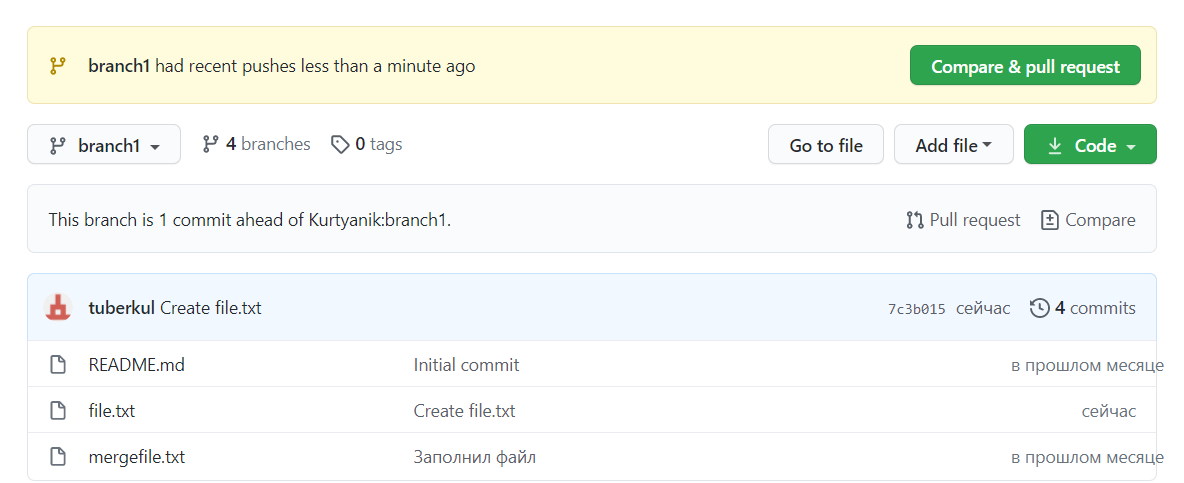 branch1 had recent pushes less than a minute ago Compare & pull request
branch1 4 branches 0 tags Go to file Add file Code
This branch is 1 commit ahead of Kurtyanik:branch1. Pull request Compare
tuberkul Create file.txt 7c3b015 сейчас 4 commits
README.md Initial commit в прошлом месяце
file.txt Create file.txt сейчас
mergefile.txt Заполнил файл в прошлом месяце